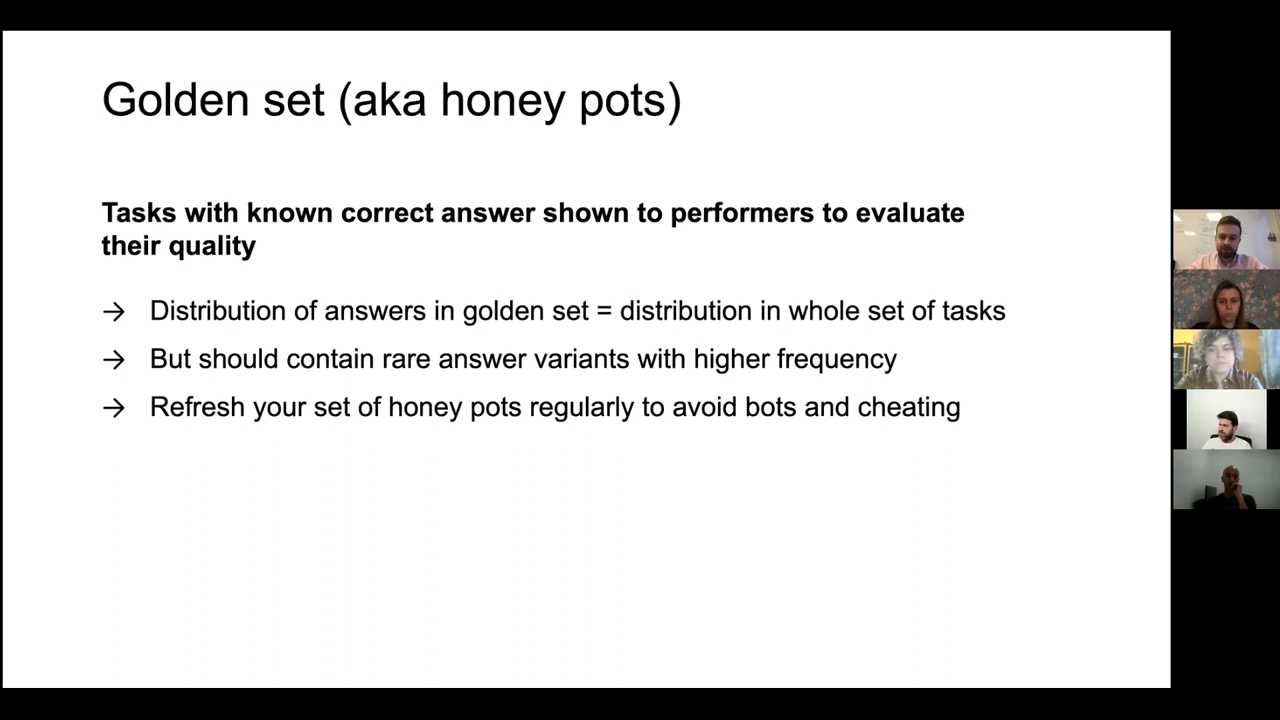 Golden set (aka honey pots)
Tasks with known correct answer shown to performers to evaluate
their quality
→ Distribution of answers in golden set = distribution in whole set of tasks
→ But should contain rare answer variants with higher frequency
→ Refresh your set of honey pots regularly to avoid bots and cheating